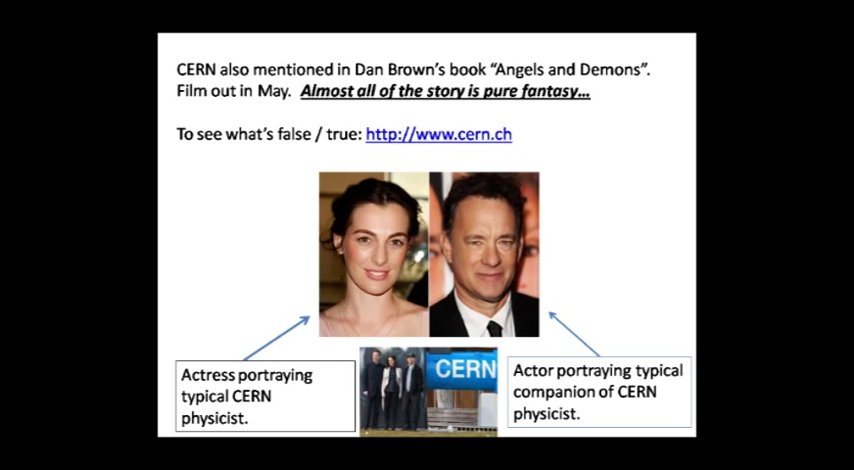 CERN also mentioned in Dan Brown's book “Angels and Demons”.
Film out in May.  Almost all of the story is pure fantasy…
To see what's false / true: http://www.cern.ch
CERN
Actress portraying
typical CERN
physicist.
Actor portraying typical
companion of CERN
physicist.